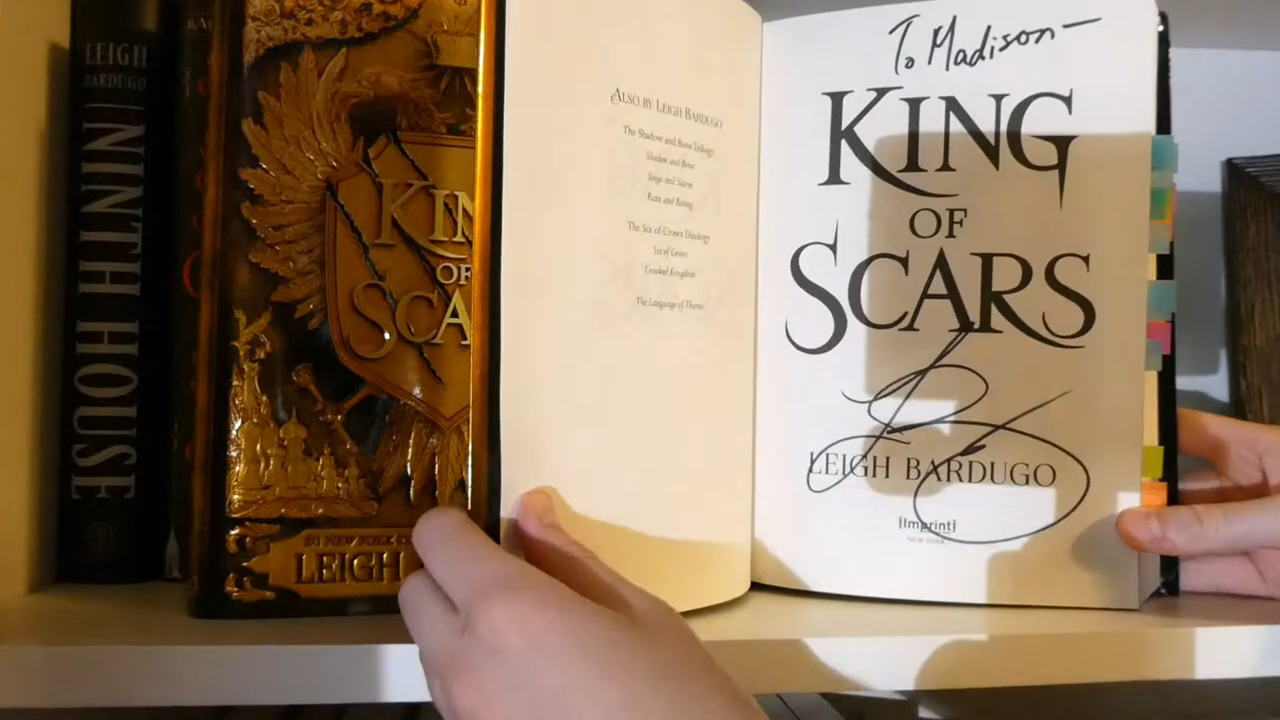 LEIGH
BARDUGO
NINTH HOUSE
KIN
OF
SCA
LEIGH
ALSO BY LEIGH BARDUGO
The Shadow and Bone Trilogy
Shadow and Bone
Siege and Storm
Ruin and Rising
The Six of Crows Duology
Six of Crows
Crooked Kingdom
The Language of Thorns
To Madison—
KING
OF
SCARS
LEIGH BARDUGO
[Imprint]
NEW YORK